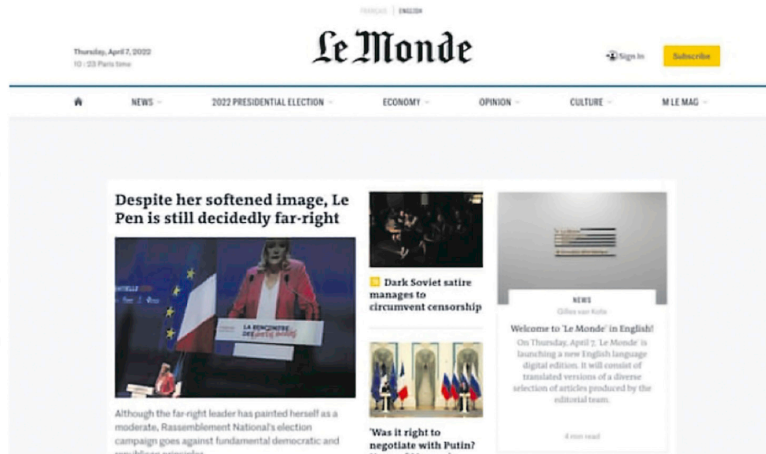 FRANÇAIS | ENGLISH
Le Monde
Thursday, April 7, 2022
10:23 Paris time
Sign in
Subscribe
NEWS
2022 PRESIDENTIAL ELECTION
ECONOMY
OPINION
CULTURE
M LE MAG
Despite her softened image, Le
Pen is still decidedly far-right
LA RENCONTRE
Although the far-right leader has painted herself as a
moderate, Rassemblement National's election
campaign goes against fundamental democratic and
Dark Soviet satire
manages to
circumvent censorship
'Was it right to
negotiate with Putin?
NEWS
Gilles van Kote
Welcome to 'Le Monde' in English!
On Thursday, April 7, 'Le Monde' is
launching a new English language
digital edition. It will consist of
translated versions of a diverse
selection of articles produced by the
editorial team.
4 min read